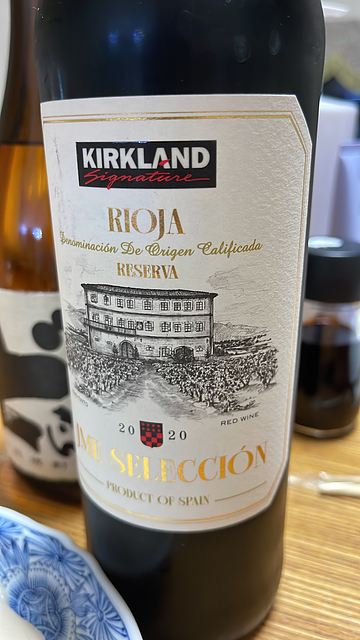 KIRKLAND
Signature
RIOJA
Denominación De Origen Calificada
RESERVA
RED WINE
20 20
SELECCIÓN
PRODUCT OF SPAIN